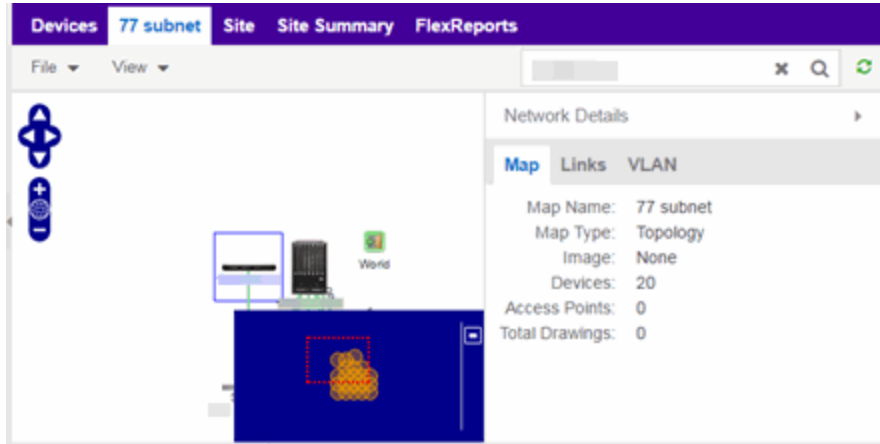 Devices 77 subnet Site Site Summary FlexReports
File View
Network Details
Map Links VLAN
Map Name: 77 subnet
Map Type: Topology
Image: None
Devices: 20
Access Points: 0
Total Drawings: 0
World